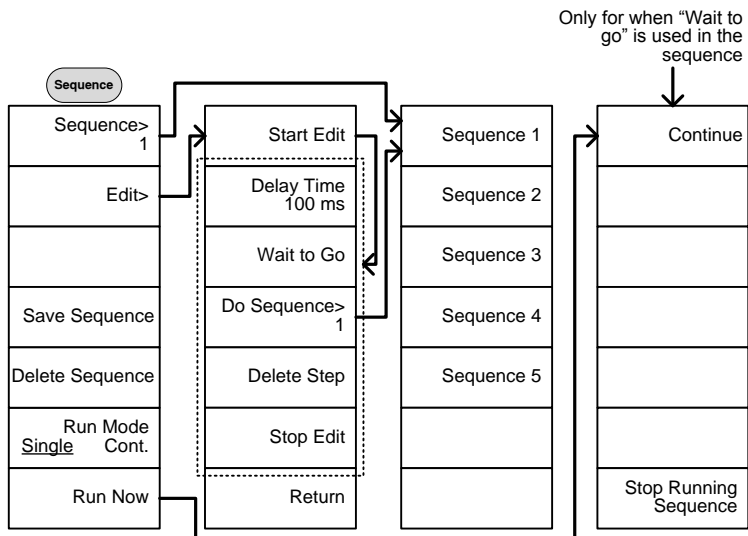 Only for when “Wait to
go” is used in the
sequence
Sequence
Sequence>
1
Edit>
Save Sequence
Delete Sequence
Run Mode
Single Cont.
Run Now
Start Edit
Delay Time
100 ms
Wait to Go
Do Sequence>
1
Delete Step
Stop Edit
Return
Sequence 1
Sequence 2
Sequence 3
Sequence 4
Sequence 5
Continue
Stop Running
Sequence